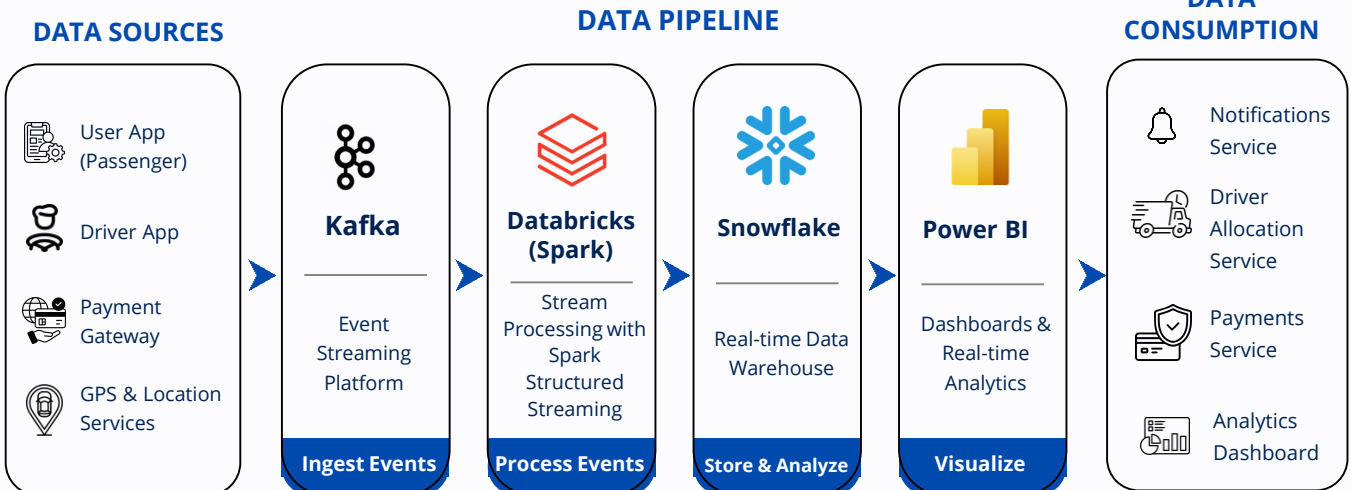 DATA SOURCES
User App
(Passenger)
Driver App
Payment
Gateway
GPS & Location
Services
DATA PIPELINE
Kafka
Event
Streaming
Platform
Ingest Events
Databricks
(Spark)
Stream
Processing with
Spark
Structured
Streaming
Process Events
Snowflake
Real-time Data
Warehouse
Store & Analyze
Power BI
Dashboards &
Real-time
Analytics
Visualize
DATA
CONSUMPTION
Notifications
Service
Driver
Allocation
Service
Payments
Service
Analytics
Dashboard